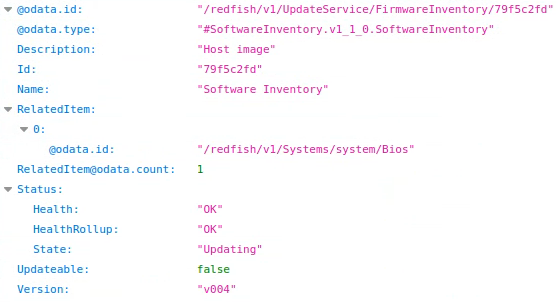 @odata.id: "/redfish/v1/UpdateService/FirmwareInventory/79f5c2fd"
@odata.type: "#SoftwareInventory.v1_1_0.SoftwareInventory"
Description: "Host image"
Id: "79f5c2fd"
Name: "Software Inventory"
RelatedItem:
0:
@odata.id: "/redfish/v1/Systems/system/Bios"
RelatedItem@odata.count: 1
Status:
Health: "OK"
HealthRollup: "OK"
State: "Updating"
Updateable: false
Version: "v004"